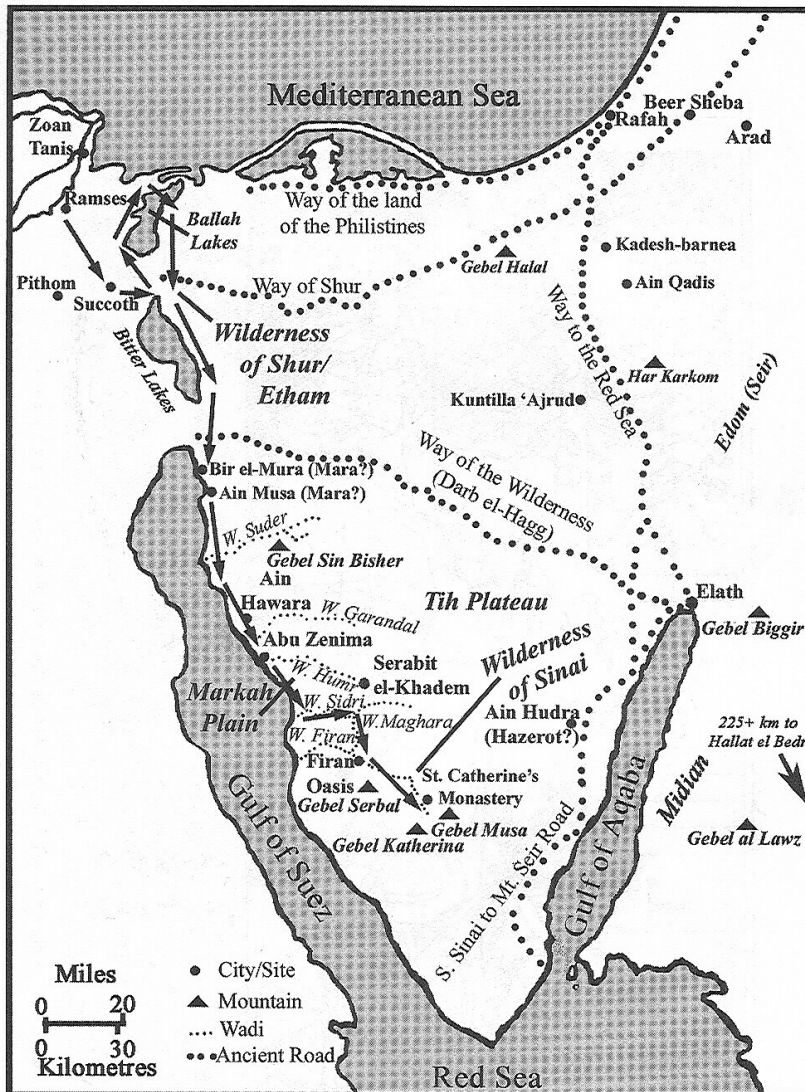 Mediterranean Sea
Zoan
Tanis
Ramses
Ballah
Lakes
Way of the land
of the Philistines
Rafah
Beer Sheba
Arad
Pithom
Succoth
Way of Shur
Gebel Halal
Kadesh-barnea
Ain Qadis
Bitter Lakes
Wilderness
of Shur/
Etham
Way to the Red Sea
Har Karkom
Edom (Seir)
Kuntilla ‘Ajrud
Bir el-Mura (Mara?)
Ain Musa (Mara?)
Way of the Wilderness
(Darb el-Hagg)
W. Suder
Gebel Sin Bisher
Ain
Hawara
W. Garandal
Tih Plateau
Elath
Gebel Biggir
Abu Zenima
W. Humr
Serabit
el-Khadem
Wilderness
of Sinai
Markah
Plain
W. Sidri
W. Maghara
Ain Hudra
(Hazerot?)
225+ km to
Hallat el Bedr
W. Firan
Firan
Oasis
Gebel Serbal
St. Catherine's
Monastery
Gebel Musa
Gebel Katherina
Midian
Gebel al Lawz
Gulf of Suez
Gulf of Aqaba
S. Sinai to Mt. Seir Road
Miles
0 20
0 30
Kilometres
City/Site
Mountain
Wadi
Ancient Road
Red Sea